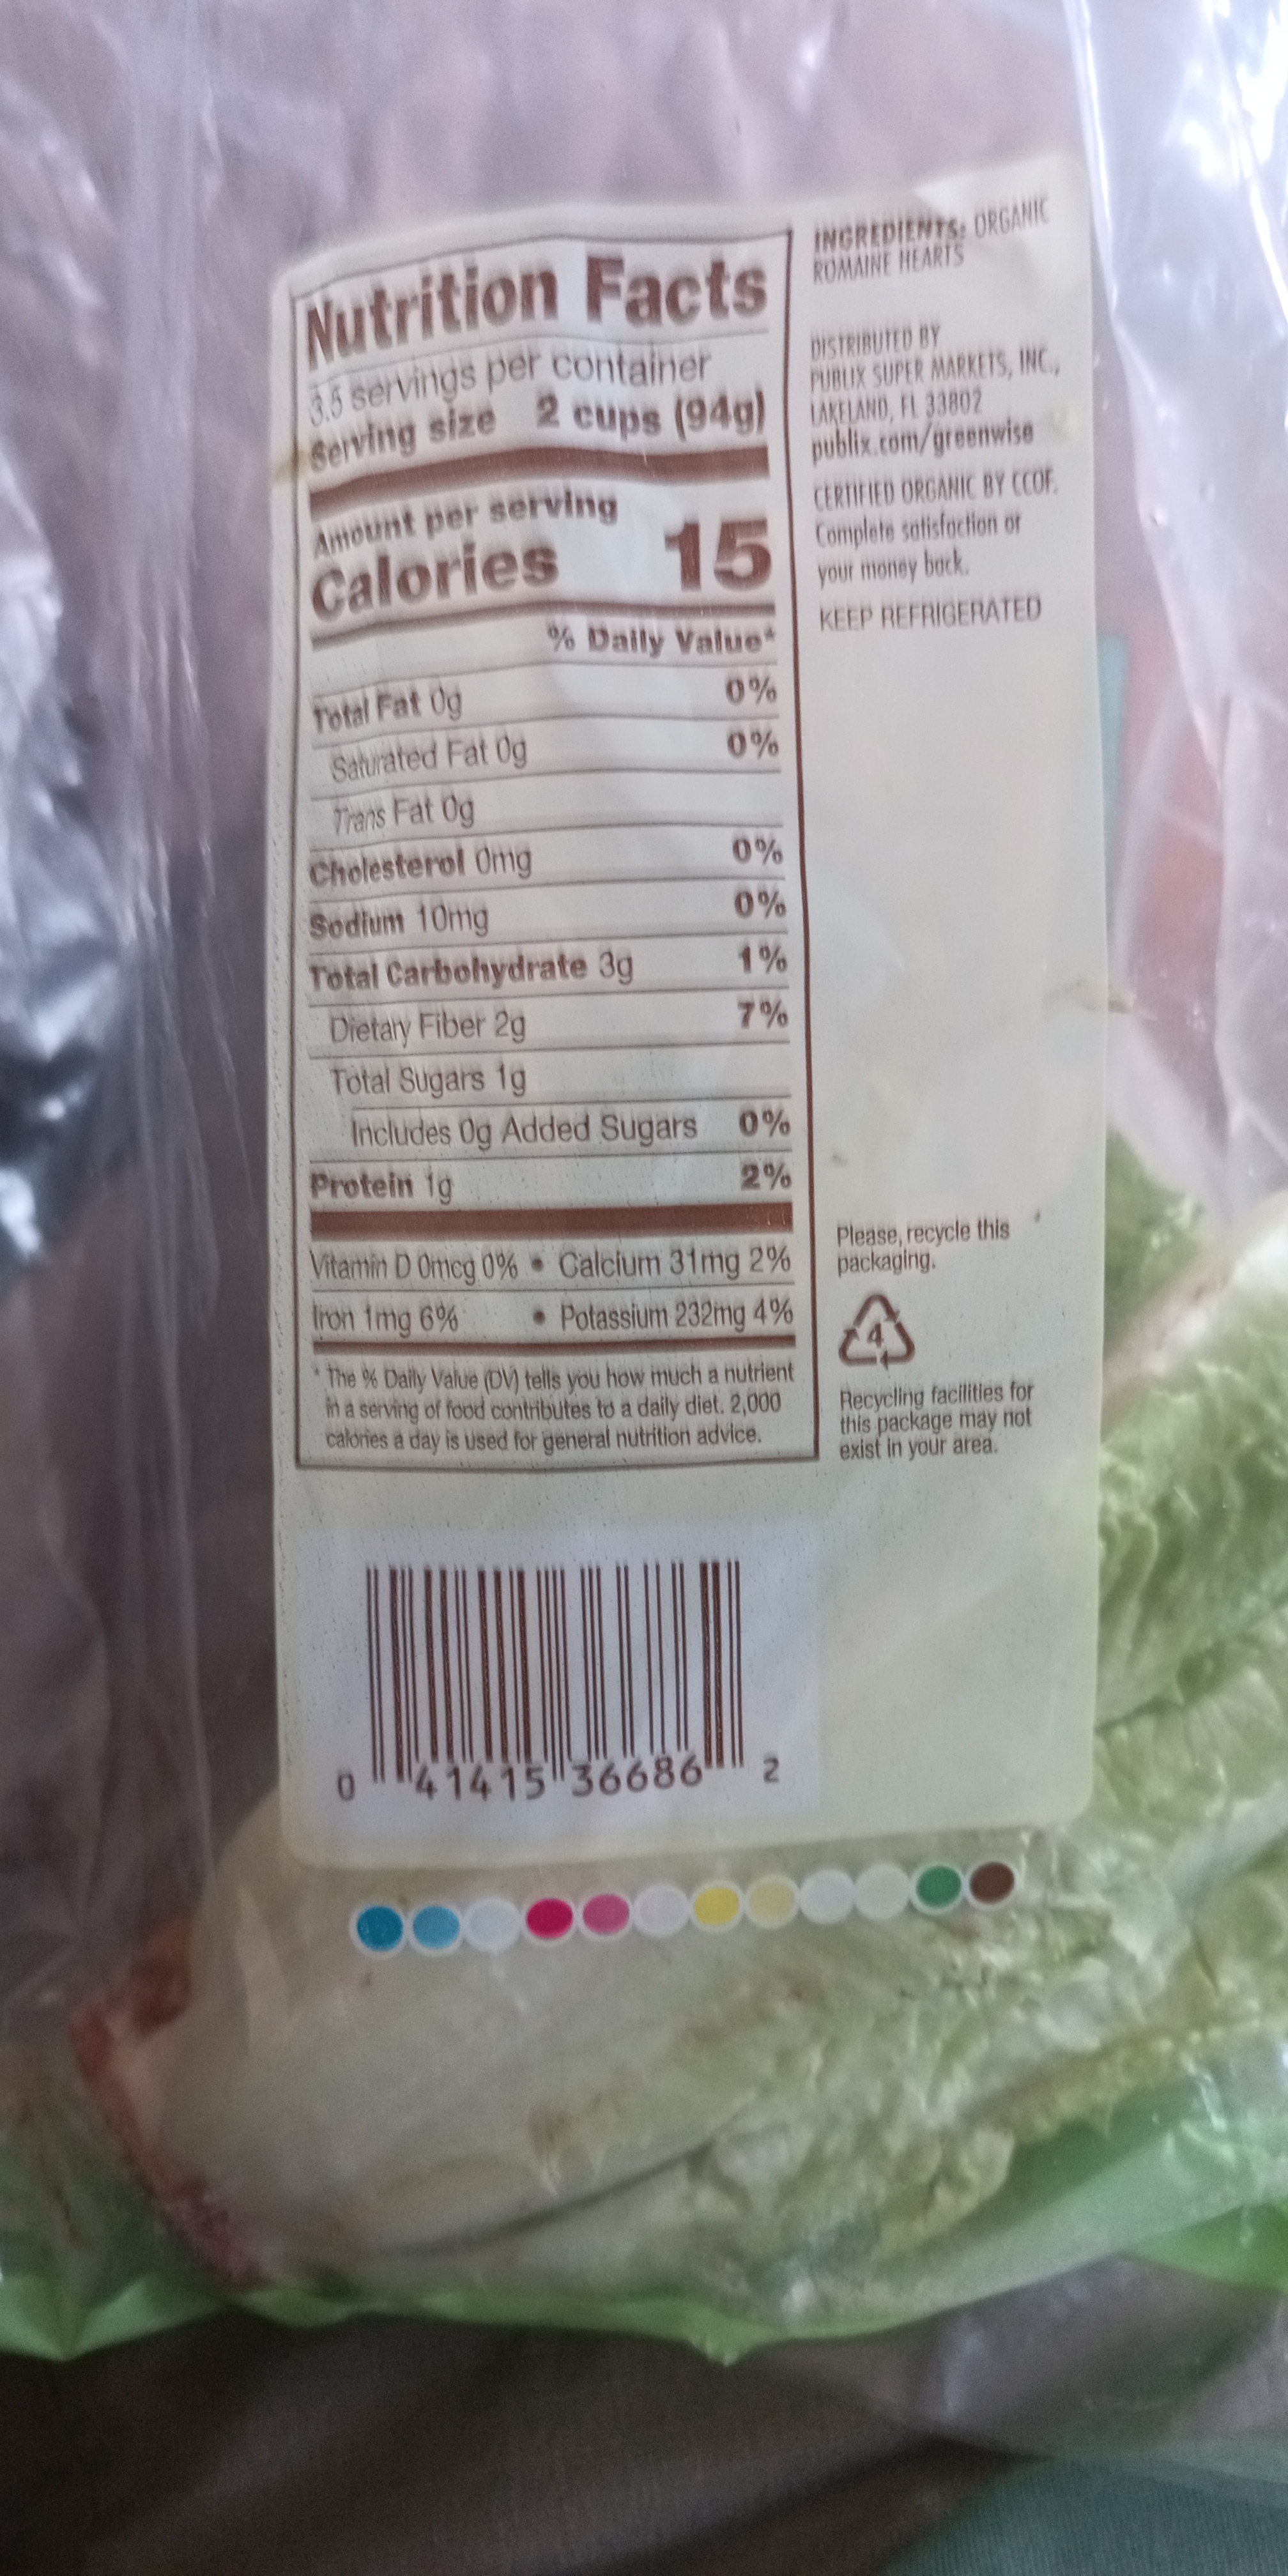 Nutrition Facts
3.5 servings per container
Serving size 2 cups (94g)
Amount per serving
Calories 15
% Daily Value*
Total Fat 0g 0%
Saturated Fat 0g 0%
Trans Fat 0g
Cholesterol 0mg 0%
Sodium 10mg 0%
Total Carbohydrate 3g 1%
Dietary Fiber 2g 7%
Total Sugars 1g
Includes 0g Added Sugars 0%
Protein 1g 2%
Vitamin D 0mcg 0% • Calcium 31mg 2%
Iron 1mg 6% • Potassium 232mg 4%
* The % Daily Value (DV) tells you how much a nutrient
in a serving of food contributes to a daily diet. 2,000
calories a day is used for general nutrition advice.
INGREDIENTS: ORGANIC
ROMAINE HEARTS
DISTRIBUTED BY
PUBLIX SUPER MARKETS, INC.,
LAKELAND, FL 33802
publix.com/greenwise
CERTIFIED ORGANIC BY CCOF.
Complete satisfaction or
your money back.
KEEP REFRIGERATED
Please, recycle this
packaging.
4
Recycling facilities for
this package may not
exist in your area.
0 41415 36686 2